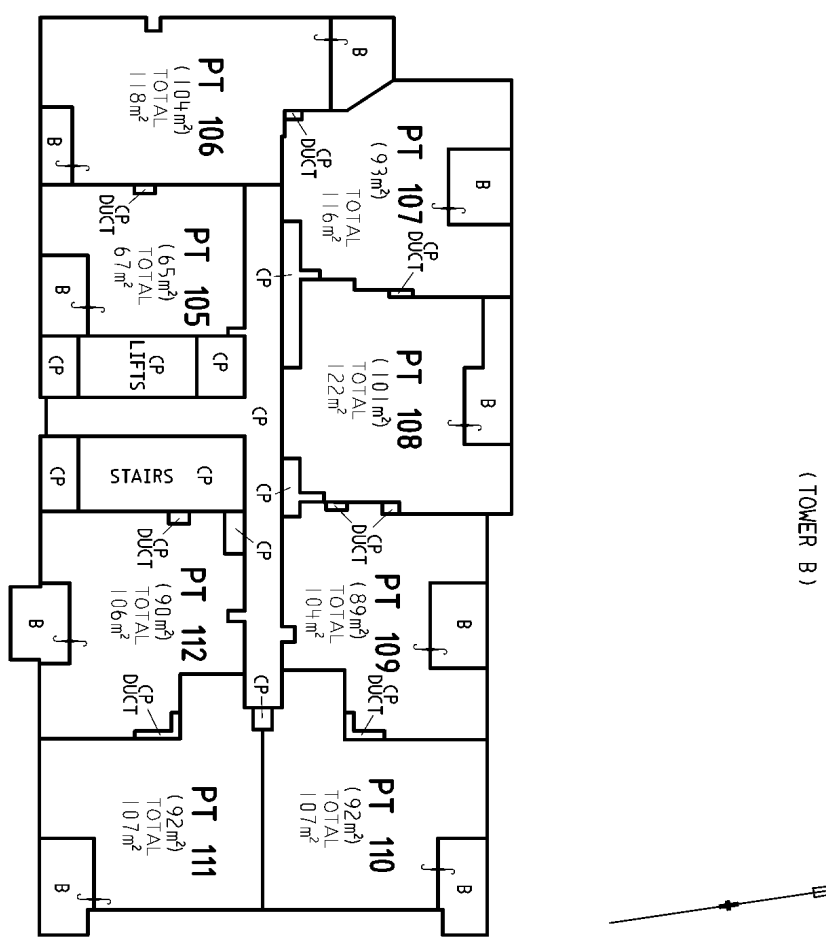 B
PT 106
(104m²)
TOTAL
118m²
B
CP
DUCT
PT 107
(93m²)
TOTAL
116m²
B
CP
DUCT
PT 105
(65m²)
TOTAL
67m²
B
CP
DUCT
CP
CP
CP
LIFTS
CP
PT 108
(101m²)
TOTAL
122m²
B
CP
CP
STAIRS CP
CP
CP
DUCT
CP
CP
DUCT
PT 112
(90m²)
TOTAL
106m²
B
PT 109
(89m²)
TOTAL
104m²
B
CP
DUCT
CP
CP
DUCT
PT 111
(92m²)
TOTAL
107m²
B
PT 110
(92m²)
TOTAL
107m²
B
(TOWER B)